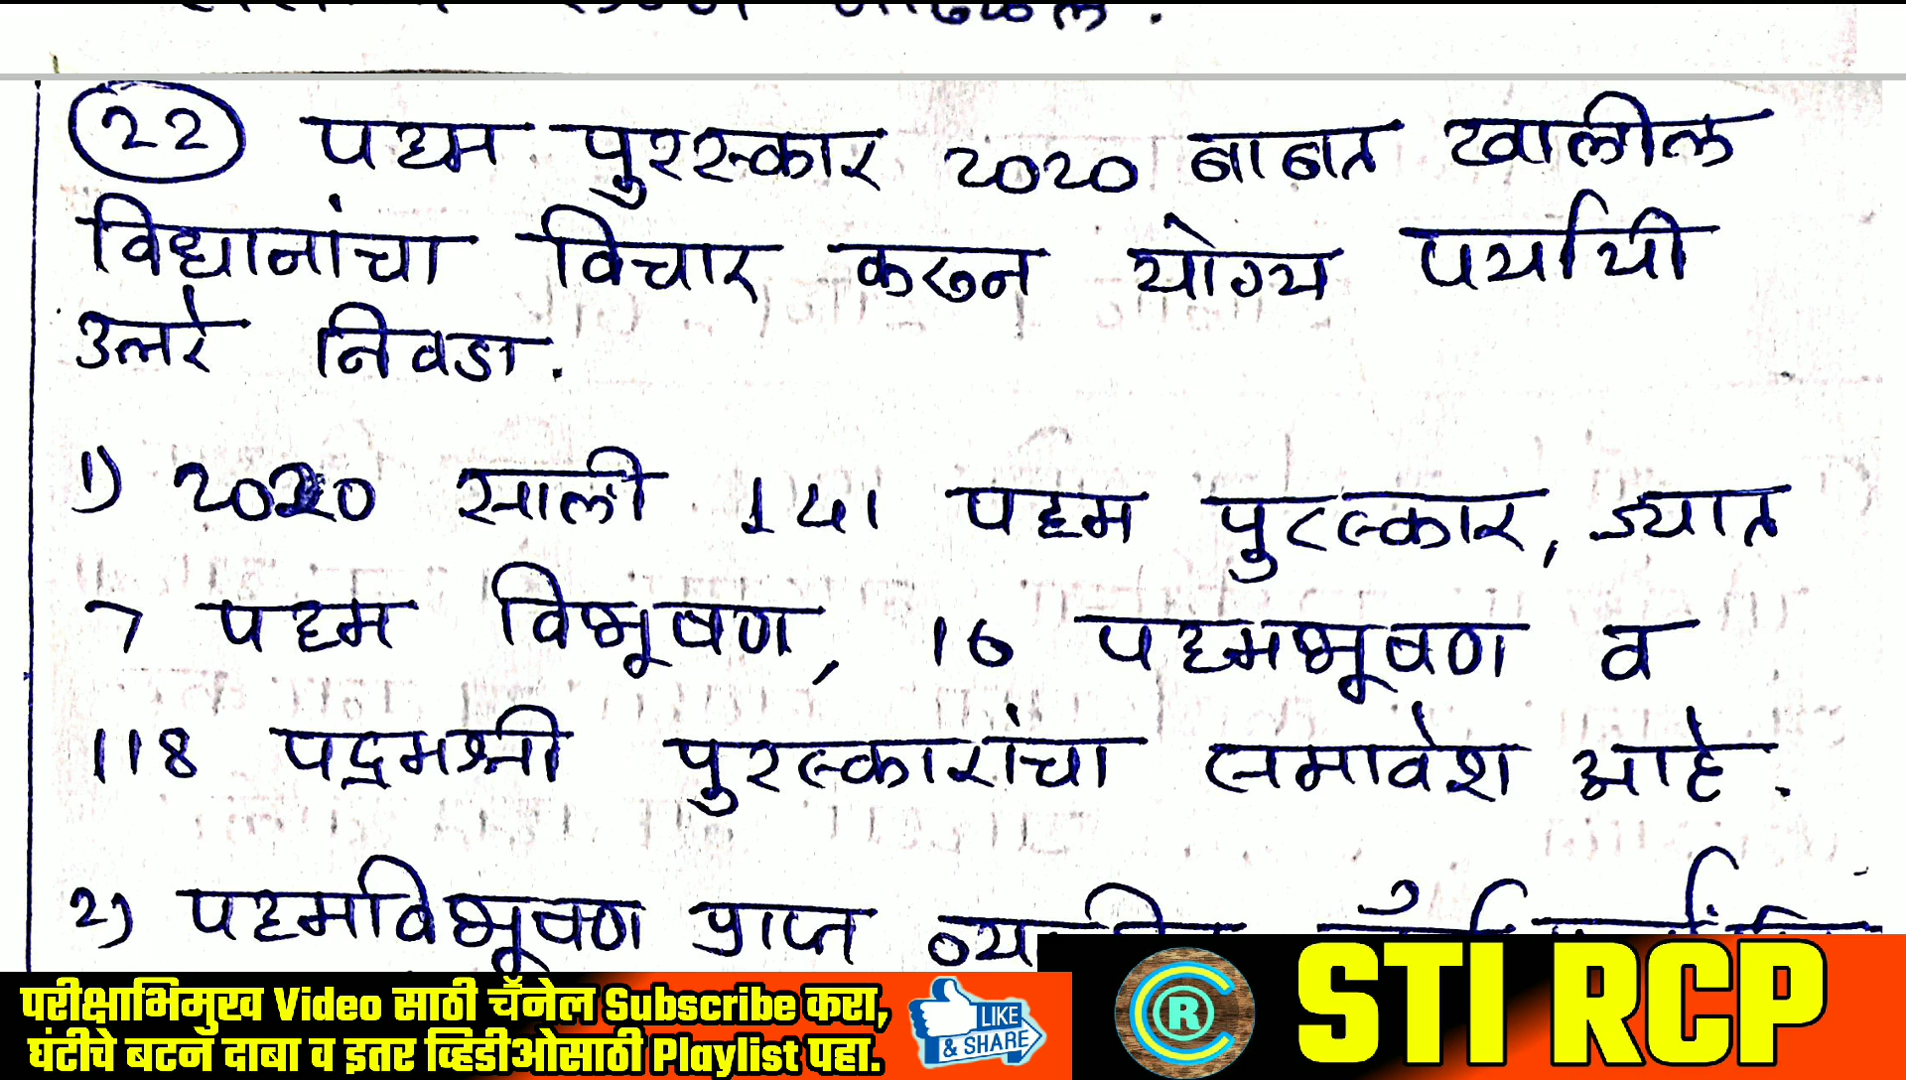 22 पद्म पुरस्कार 2020 बाबत खालील
विधानांचा विचार करून योग्य पर्यायी
उत्तरे निवडा.
1) 2020 साली 141 पद्म पुरस्कार, ज्यात
7 पद्म विभूषण, 16 पद्मभूषण व
118 पद्मश्री पुरस्कारांचा समावेश आहे.
2) पद्मविभूषण प्राप्त
परीक्षाभिमुख Video साठी चॅनेल Subscribe करा,
घंटीचे बटन दाबा व इतर व्हिडीओसाठी Playlist पहा.
LIKE
& SHARE
R
STI RCP